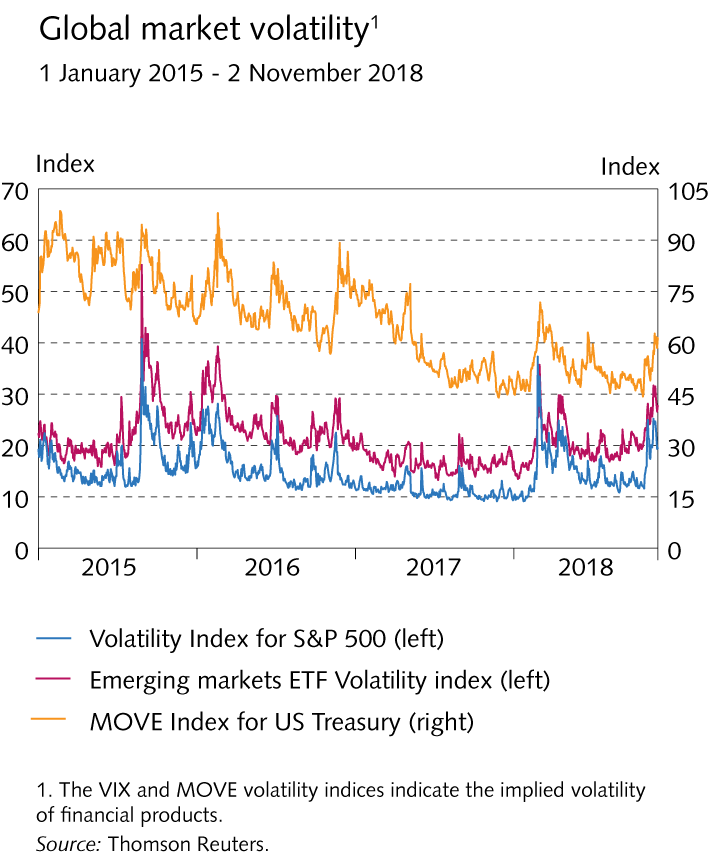 Global market volatility¹
1 January 2015 - 2 November 2018
Index
Index
70
60
50
40
30
20
10
0
105
90
75
60
45
30
15
0
2015
2016
2017
2018
Volatility Index for S&P 500 (left)
Emerging markets ETF Volatility index (left)
MOVE Index for US Treasury (right)
1. The VIX and MOVE volatility indices indicate the implied volatility
of financial products.
Source: Thomson Reuters.